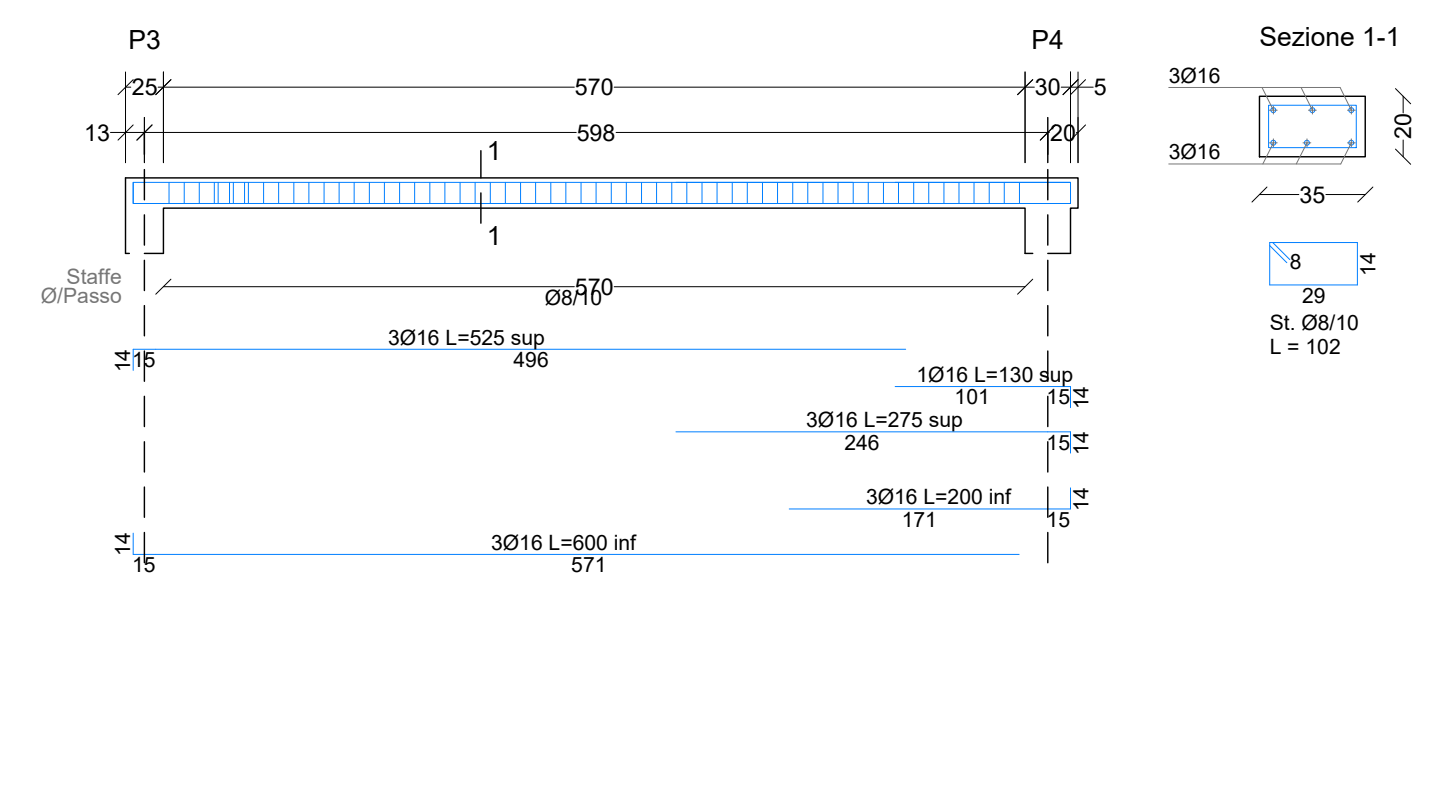 P3
P4
Sezione 1-1
25
570
30
5
13
598
20
1
1
3Ø16
3Ø16
20
35
Staffe
Ø/Passo
570
Ø8/10
8
14
29
St. Ø8/10
L = 102
3Ø16 L=525 sup
14
15
496
1Ø16 L=130 sup
101
15
14
3Ø16 L=275 sup
246
15
14
3Ø16 L=200 inf
171
15
14
3Ø16 L=600 inf
14
15
571